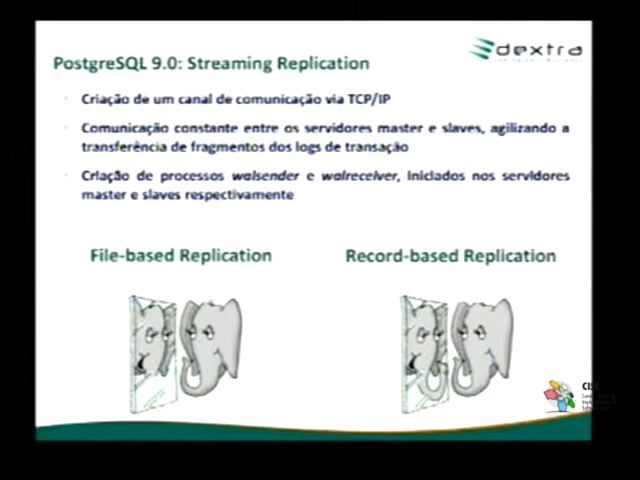 dextra
PostgreSQL 9.0: Streaming Replication
Criação de um canal de comunicação via TCP/IP
Comunicação constante entre os servidores master e slaves, agilizando a
transferência de fragmentos dos logs de transação
Criação de processos walsender e walreceiver, iniciados nos servidores
master e slaves respectivamente
File-based Replication
Record-based Replication
CISL